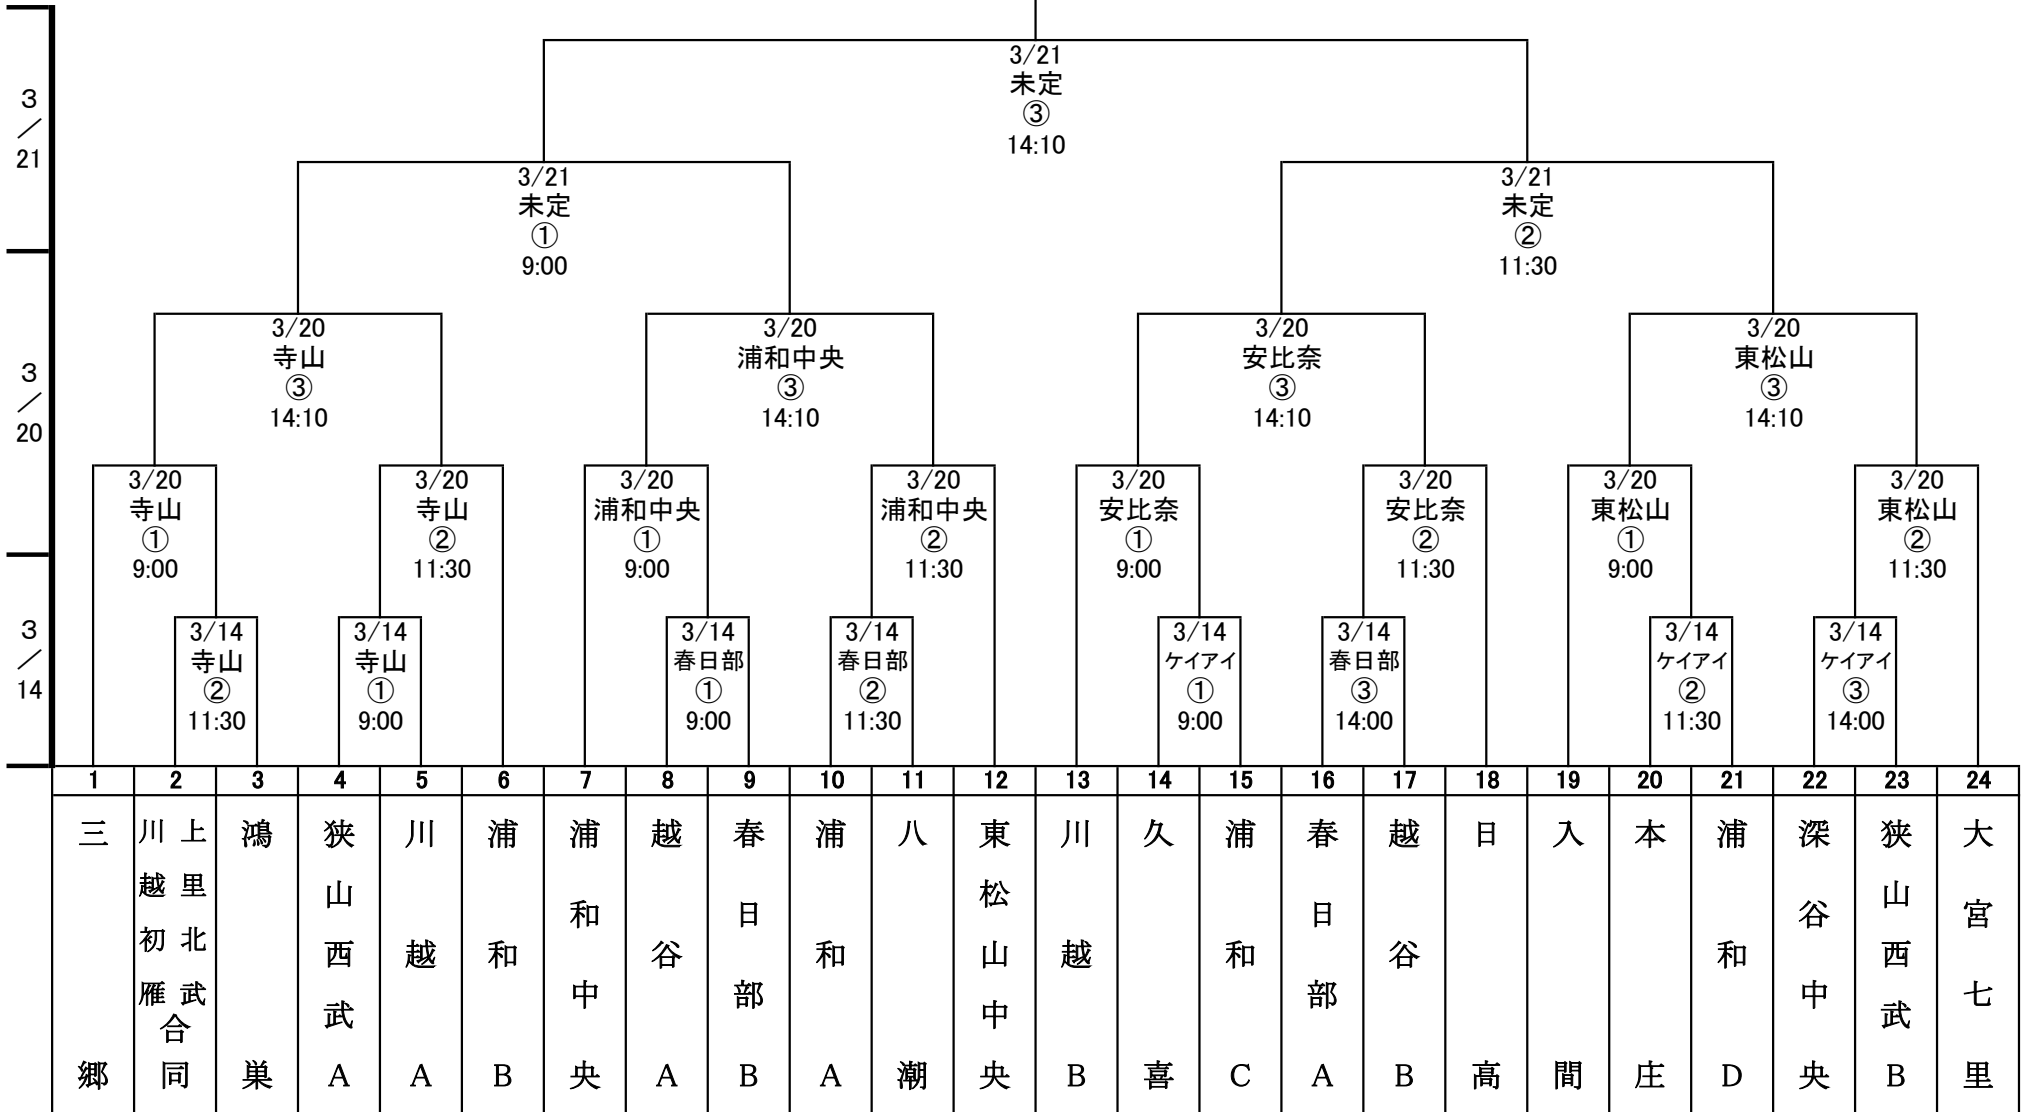 3/21
未定
③
14:10
3
／
21
3/21
未定
①
9:00
3/21
未定
②
11:30
3/20
寺山
③
14:10
3/20
浦和中央
③
14:10
3/20
安比奈
③
14:10
3/20
東松山
③
14:10
3
／
20
3/20
寺山
①
9:00
3/20
寺山
②
11:30
3/20
浦和中央
①
9:00
3/20
浦和中央
②
11:30
3/20
安比奈
①
9:00
3/20
安比奈
②
11:30
3/20
東松山
①
9:00
3/20
東松山
②
11:30
3
／
14
3/14
寺山
②
11:30
3/14
寺山
①
9:00
3/14
春日部
①
9:00
3/14
春日部
②
11:30
3/14
ケイアイ
①
9:00
3/14
春日部
③
14:00
3/14
ケイアイ
②
11:30
3/14
ケイアイ
③
14:00
1 2 3 4 5 6 7 8 9 10 11 12 13 14 15 16 17 18 19 20 21 22 23 24
三郷
上里北武
川越初雁
合同
鴻巣
狭山西武A
川越A
浦和B
浦和中央
越谷A
春日部B
浦和A
八潮
東松山中央
川越B
久喜
浦和C
春日部A
越谷B
日高
入間
本庄
浦和D
深谷中央
狭山西武B
大宮七里